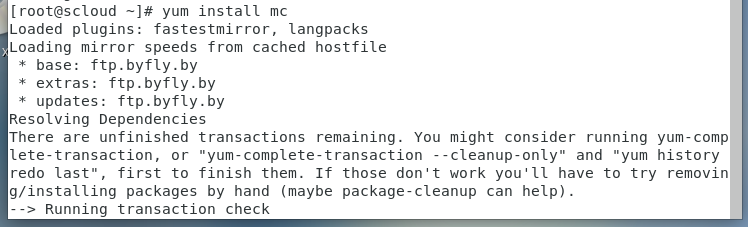 [root@scloud ~]# yum install mc
Loaded plugins: fastestmirror, langpacks
Loading mirror speeds from cached hostfile
 * base: ftp.byfly.by
 * extras: ftp.byfly.by
 * updates: ftp.byfly.by
Resolving Dependencies
There are unfinished transactions remaining. You might consider running yum-comp
lete-transaction, or "yum-complete-transaction --cleanup-only" and "yum history
redo last", first to finish them. If those don't work you'll have to try removin
g/installing packages by hand (maybe package-cleanup can help).
--> Running transaction check